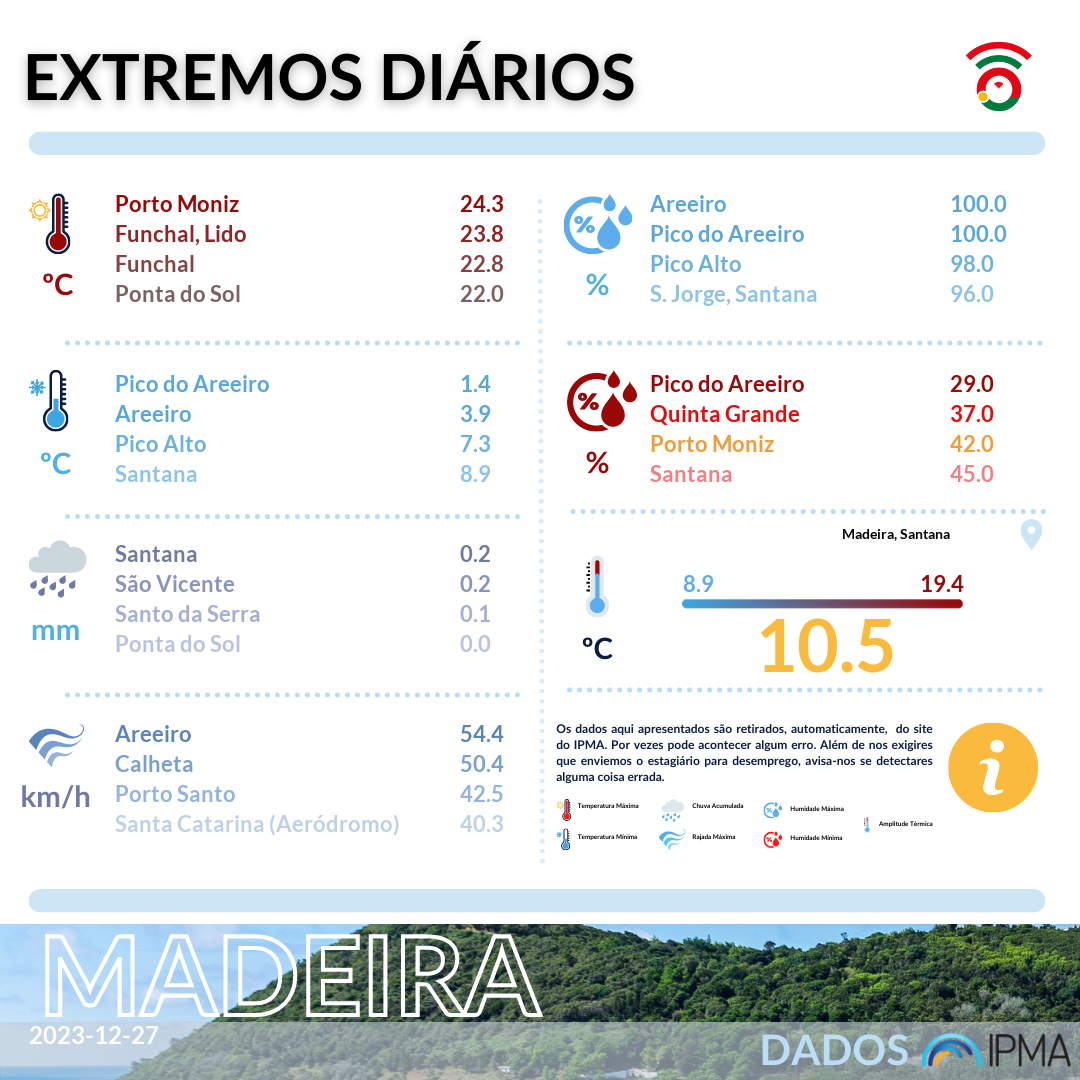 EXTREMOS DIÁRIOS
Porto Moniz 24.3
Funchal, Lido 23.8
Funchal 22.8
Ponta do Sol 22.0
ºC
Pico do Areeiro 1.4
Areeiro 3.9
Pico Alto 7.3
Santana 8.9
ºC
Santana 0.2
São Vicente 0.2
Santo da Serra 0.1
Ponta do Sol 0.0
mm
Areeiro 54.4
Calheta 50.4
Porto Santo 42.5
Santa Catarina (Aeródromo) 40.3
km/h
%
Areeiro 100.0
Pico do Areeiro 100.0
Pico Alto 98.0
S. Jorge, Santana 96.0
%
%
Pico do Areeiro 29.0
Quinta Grande 37.0
Porto Moniz 42.0
Santana 45.0
%
Madeira, Santana
8.9 19.4
10.5
ºC
Os dados aqui apresentados são retirados, automaticamente, do site
do IPMA. Por vezes pode acontecer algum erro. Além de nos exigires
que enviemos o estagiário para desemprego, avisa-nos se detectares
alguma coisa errada.
i
Temperatura Máxima
Chuva Acumulada
Humidade Máxima
Amplitude Térmica
Temperatura Mínima
Rajada Máxima
Humidade Mínima
MADEIRA
2023-12-27
DADOS IPMA